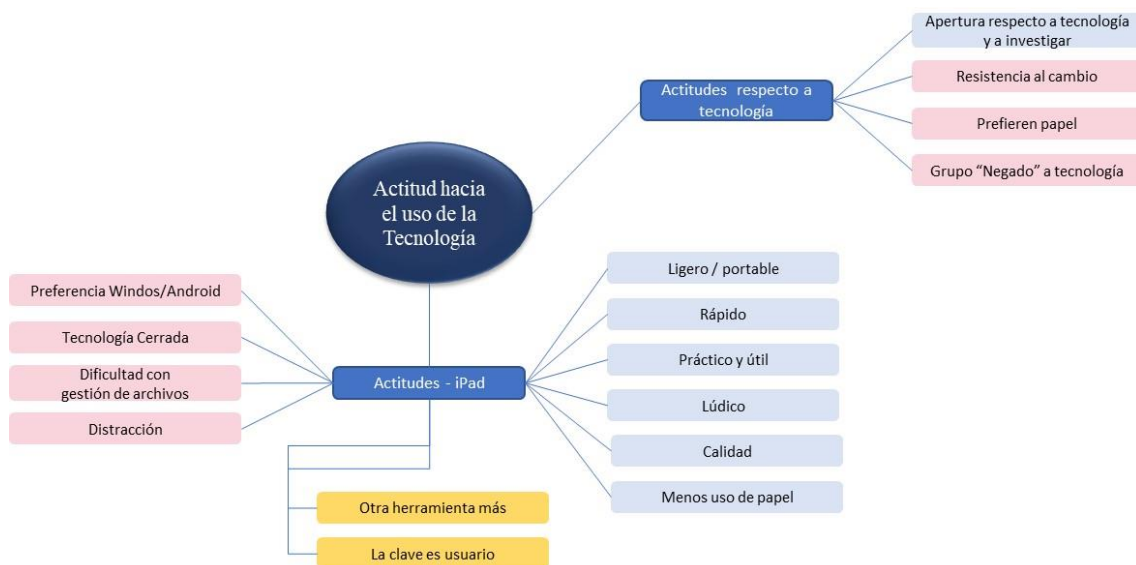 Apertura respecto a tecnología
y a investigar
Actitudes respecto a
tecnología
Resistencia al cambio
Prefieren papel
Grupo “Negado” a tecnología
Actitud hacia
el uso de la
Tecnología
Preferencia Windos/Android
Tecnología Cerrada
Dificultad con
gestión de archivos
Distracción
Actitudes - iPad
Ligero / portable
Rápido
Práctico y útil
Lúdico
Calidad
Menos uso de papel
Otra herramienta más
La clave es usuario